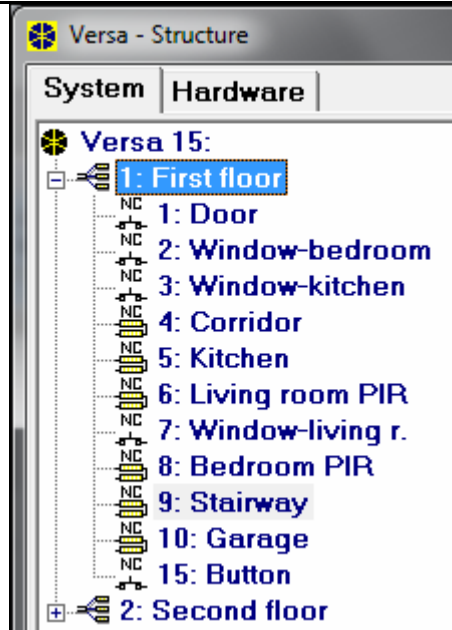 Versa - Structure
System Hardware
Versa 15:
1: First floor
NC 1: Door
NC 2: Window-bedroom
NC 3: Window-kitchen
NC 4: Corridor
NC 5: Kitchen
NC 6: Living room PIR
NC 7: Window-living r.
NC 8: Bedroom PIR
NC 9: Stairway
NC 10: Garage
NC 15: Button
2: Second floor